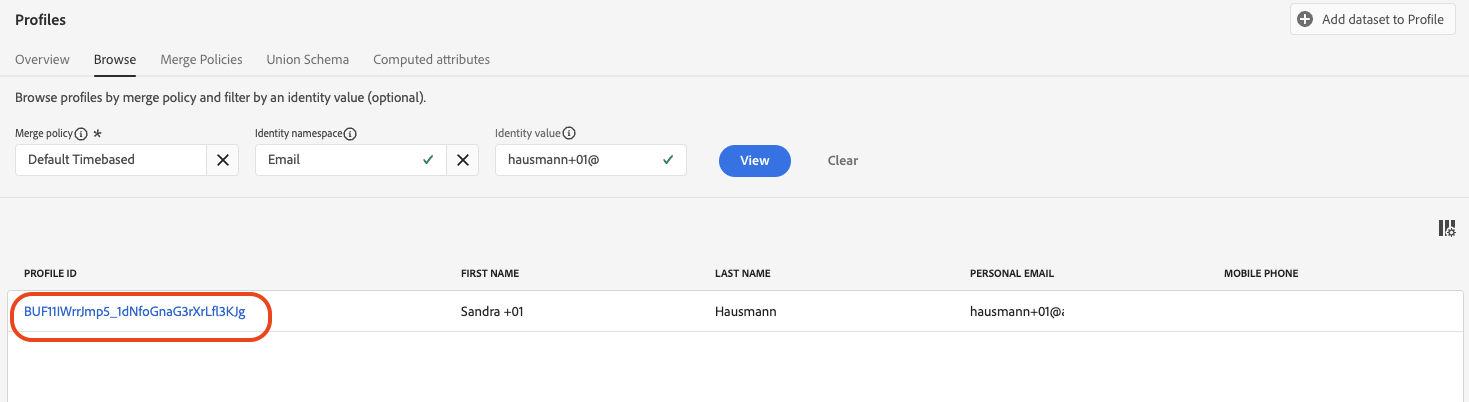 Profiles
Add dataset to Profile
Overview Browse Merge Policies Union Schema Computed attributes
Browse profiles by merge policy and filter by an identity value (optional).
Merge policy * Identity namespace Identity value
Default Timebased Email hausmann+01@ View Clear
PROFILE ID FIRST NAME LAST NAME PERSONAL EMAIL MOBILE PHONE
BUF11IWrrJmp5_1dNfoGnaG3rXrLfl3KJg Sandra +01 Hausmann hausmann+01@